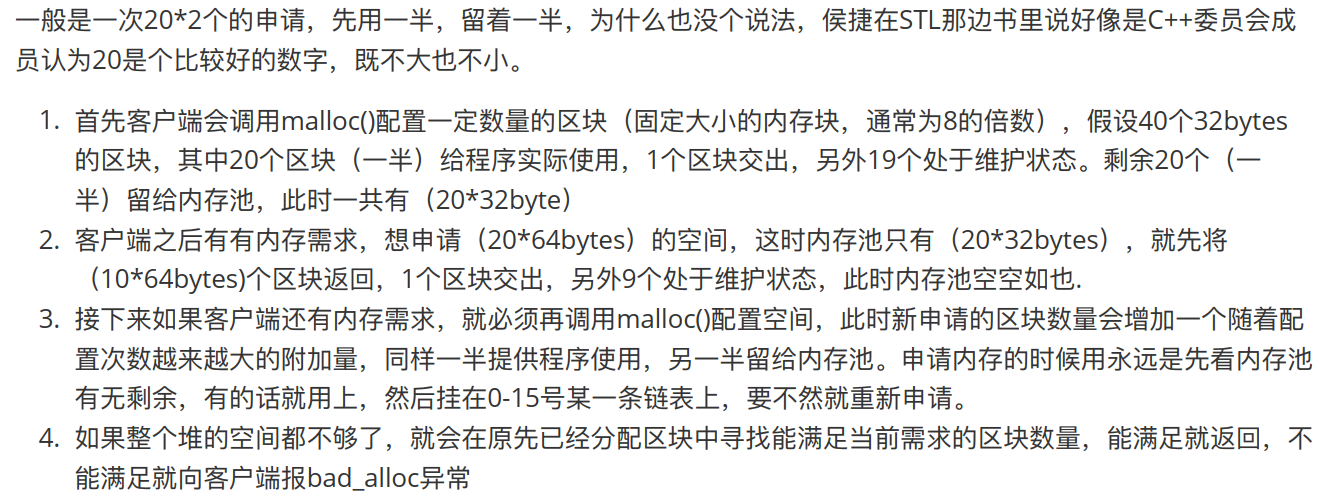 一般是一次20*2个的申请，先用一半，留着一半，为什么也没个说法，侯捷在STL那边书里说好像是C++委员会成
员认为20是个比较好的数字，既不大也不小。
1. 首先客户端会调用malloc()配置一定数量的区块（固定大小的内存块，通常为8的倍数），假设40个32bytes
的区块，其中20个区块（一半）给程序实际使用，1个区块交出，另外19个处于维护状态。剩余20个（一
半）留给内存池，此时一共有（20*32byte）
2. 客户端之后有有内存需求，想申请（20*64bytes）的空间，这时内存池只有（20*32bytes），就先将
（10*64bytes)个区块返回，1个区块交出，另外9个处于维护状态，此时内存池空空如也.
3. 接下来如果客户端还有内存需求，就必须再调用malloc()配置空间，此时新申请的区块数量会增加一个随着配
置次数越来越大的附加量，同样一半提供程序使用，另一半留给内存池。申请内存的时候用永远是先看内存池
有无剩余，有的话就用上，然后挂在0-15号某一条链表上，要不然就重新申请。
4. 如果整个堆的空间都不够了，就会在原先已经分配区块中寻找能满足当前需求的区块数量，能满足就返回，不
能满足就向客户端报bad_alloc异常